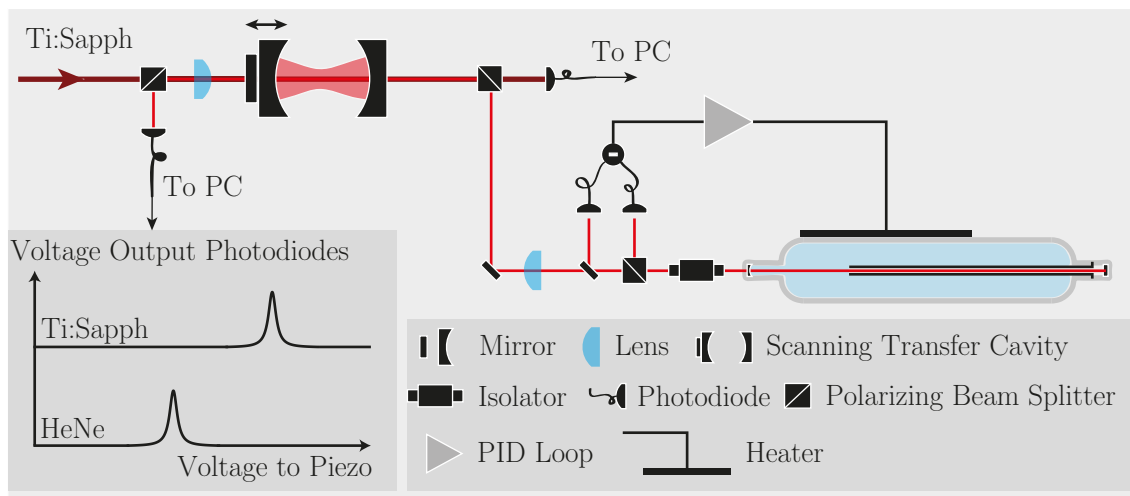 Ti:Sapph
To PC
To PC
Voltage Output Photodiodes
Ti:Sapph
HeNe
Voltage to Piezo
Mirror
Lens
Scanning Transfer Cavity
Isolator
Photodiode
Polarizing Beam Splitter
PID Loop
Heater